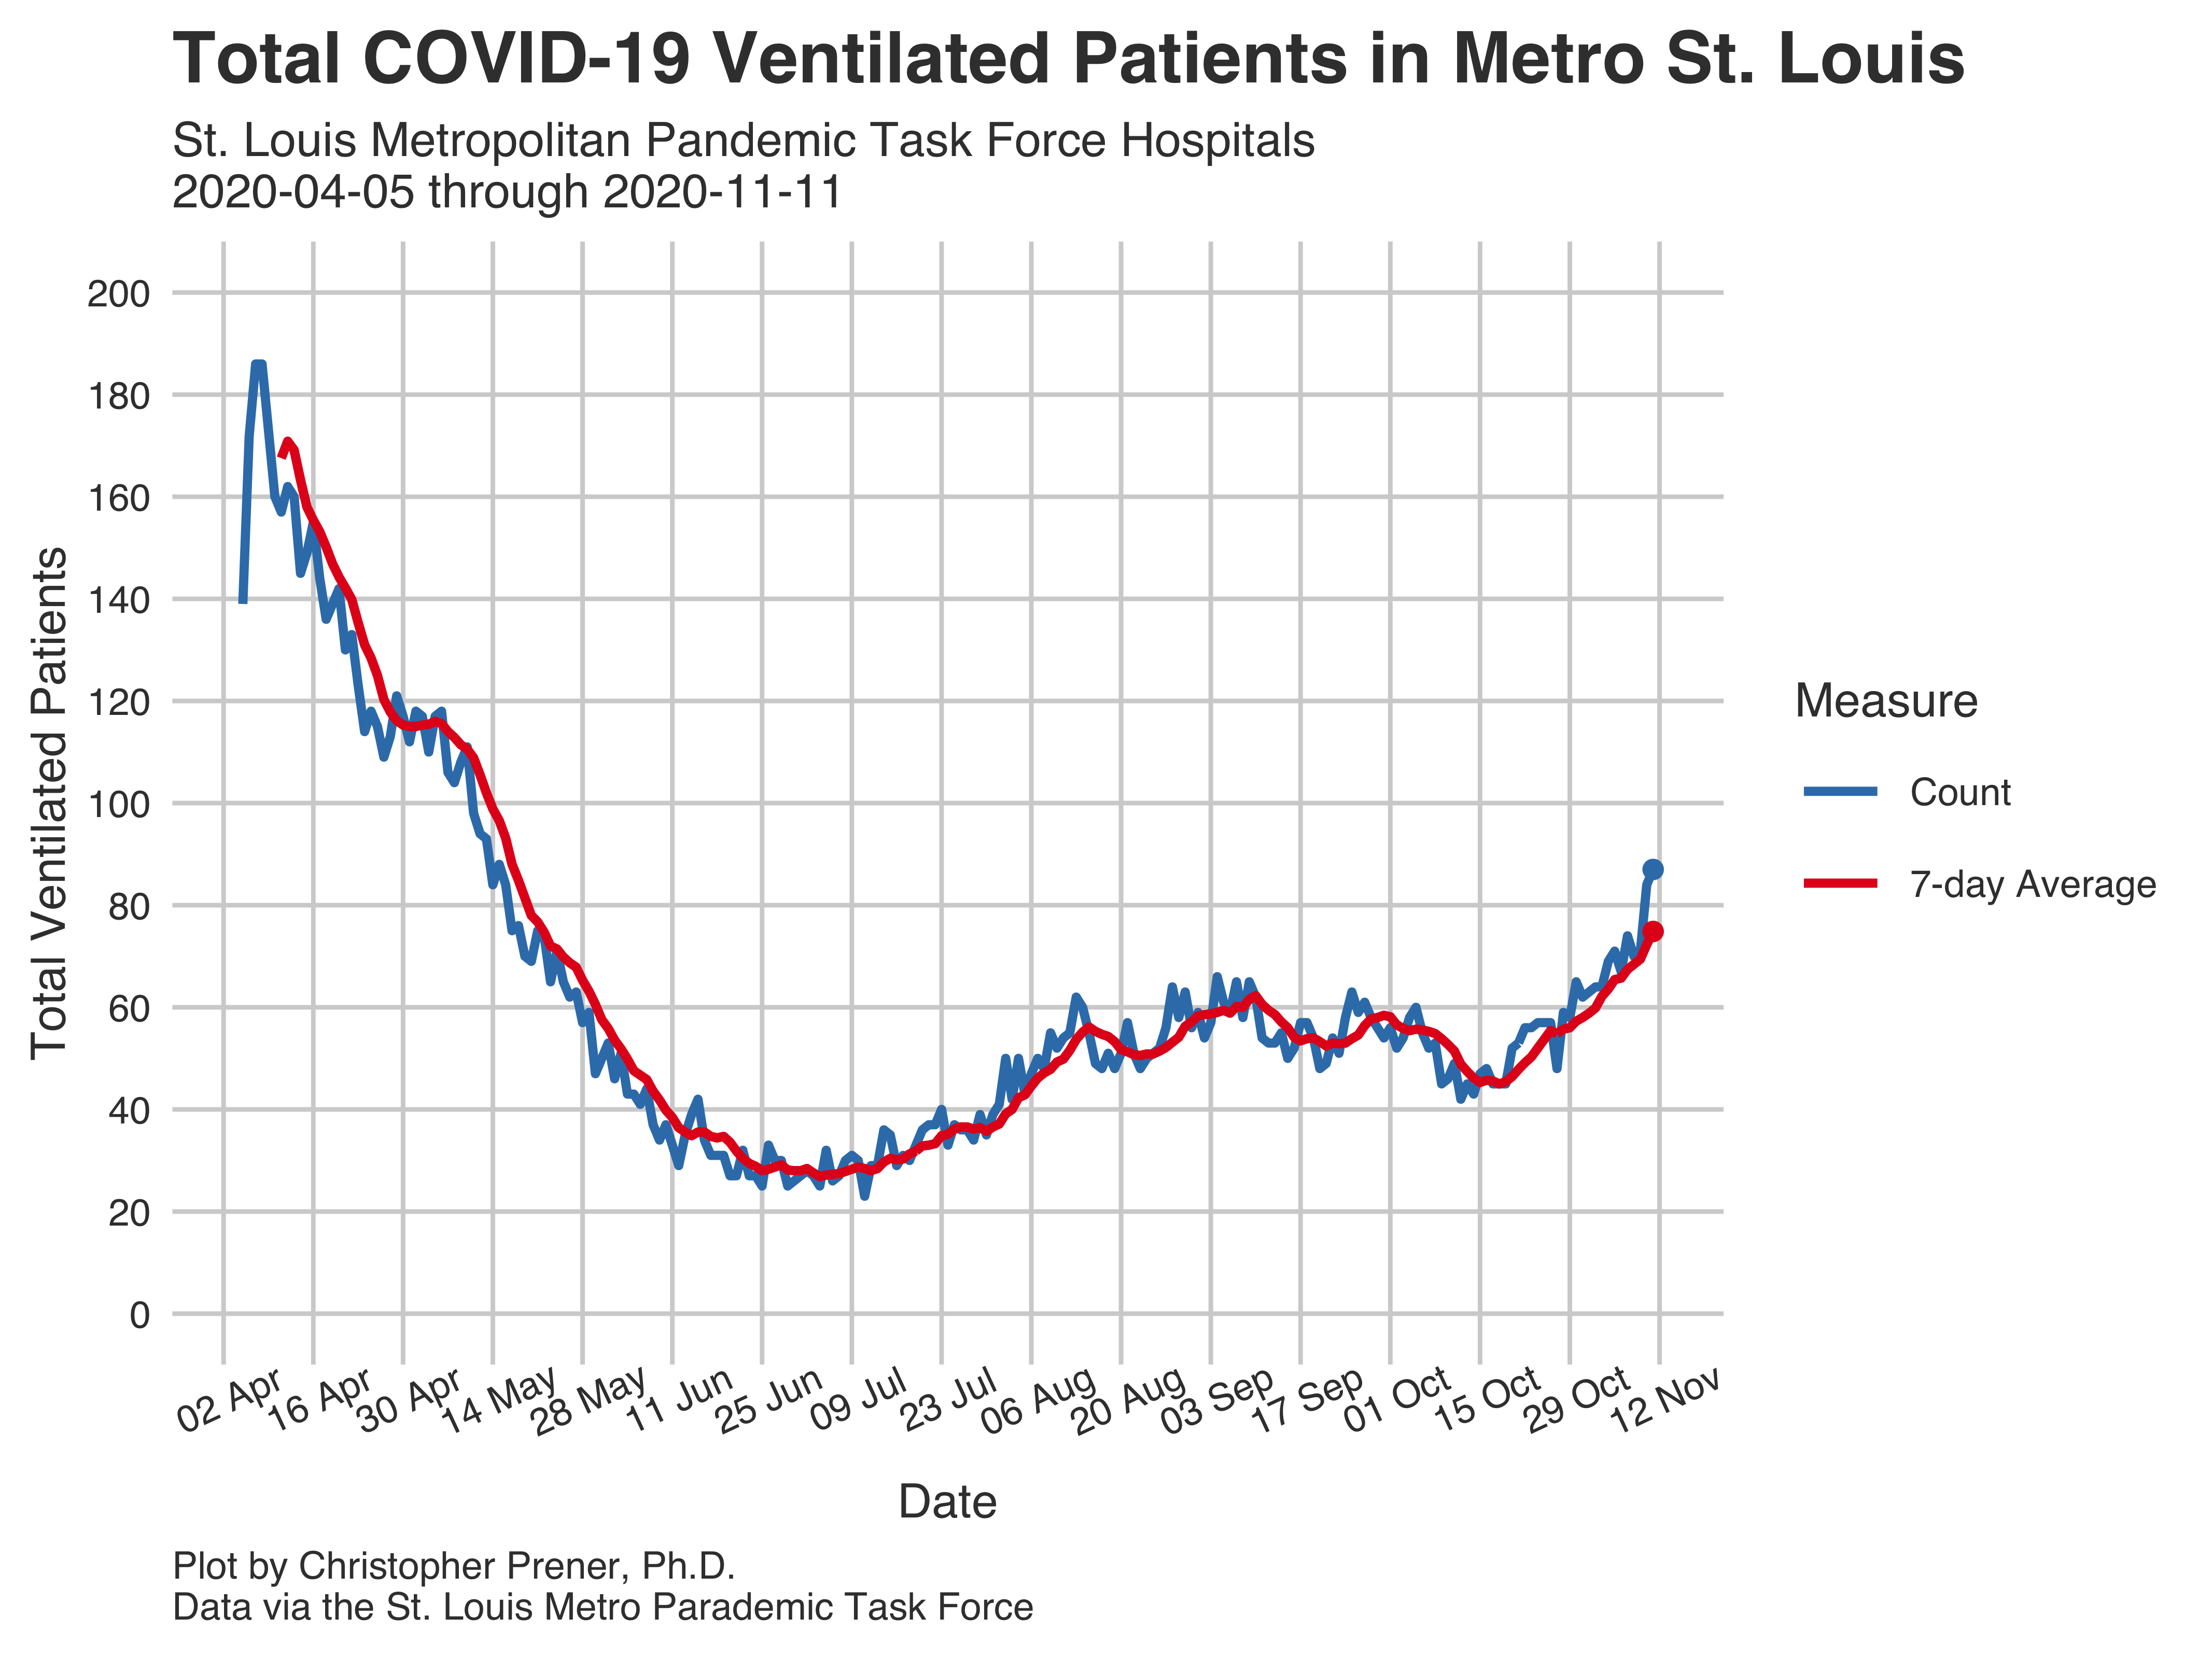 Total COVID-19 Ventilated Patients in Metro St. Louis
St. Louis Metropolitan Pandemic Task Force Hospitals
2020-04-05 through 2020-11-11
Total Ventilated Patients
200
180
160
140
120
100
80
60
40
20
0
02 Apr
16 Apr
30 Apr
14 May
28 May
11 Jun
25 Jun
09 Jul
23 Jul
06 Aug
20 Aug
03 Sep
17 Sep
01 Oct
15 Oct
29 Oct
12 Nov
Date
Measure
Count
7-day Average
Plot by Christopher Prener, Ph.D.
Data via the St. Louis Metro Parademic Task Force